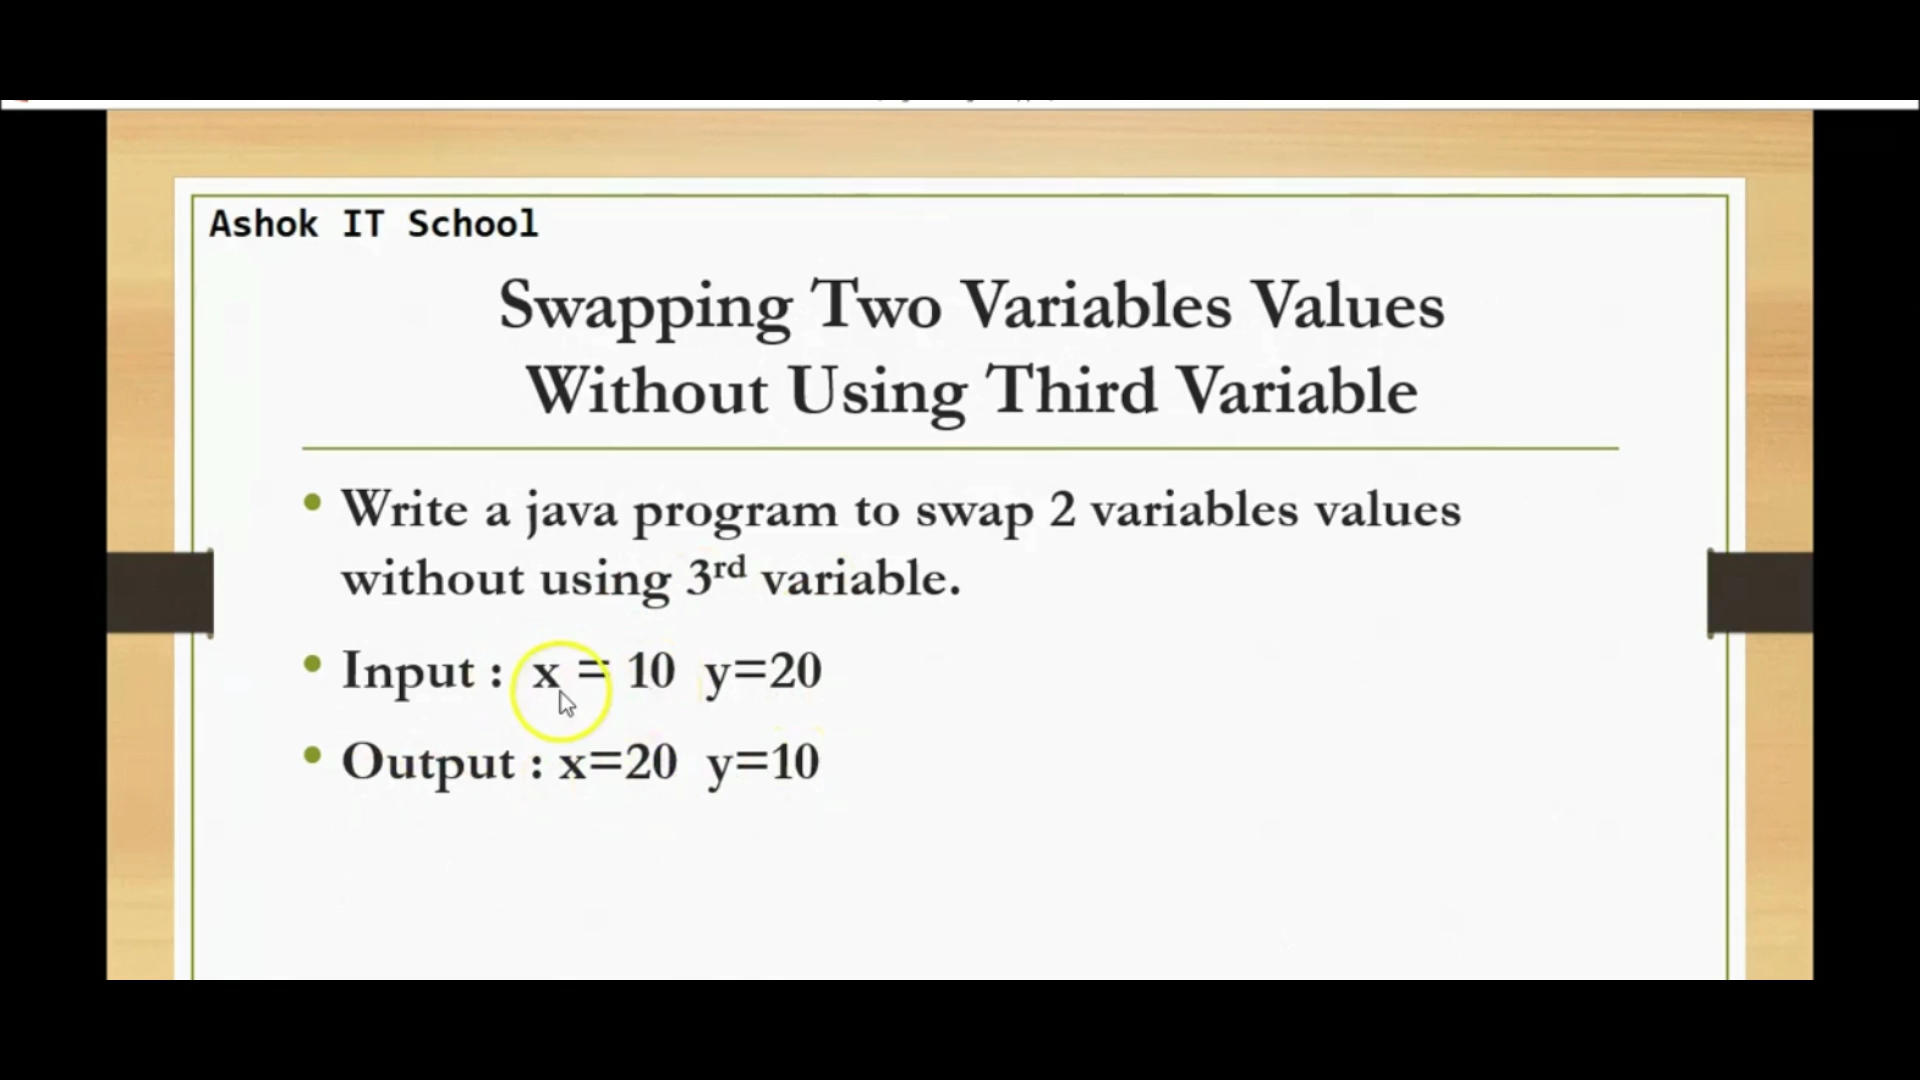 Ashok IT School
Swapping Two Variables Values
Without Using Third Variable
• Write a java program to swap 2 variables values
without using 3rd variable.
• Input : x = 10 y=20
• Output : x=20 y=10